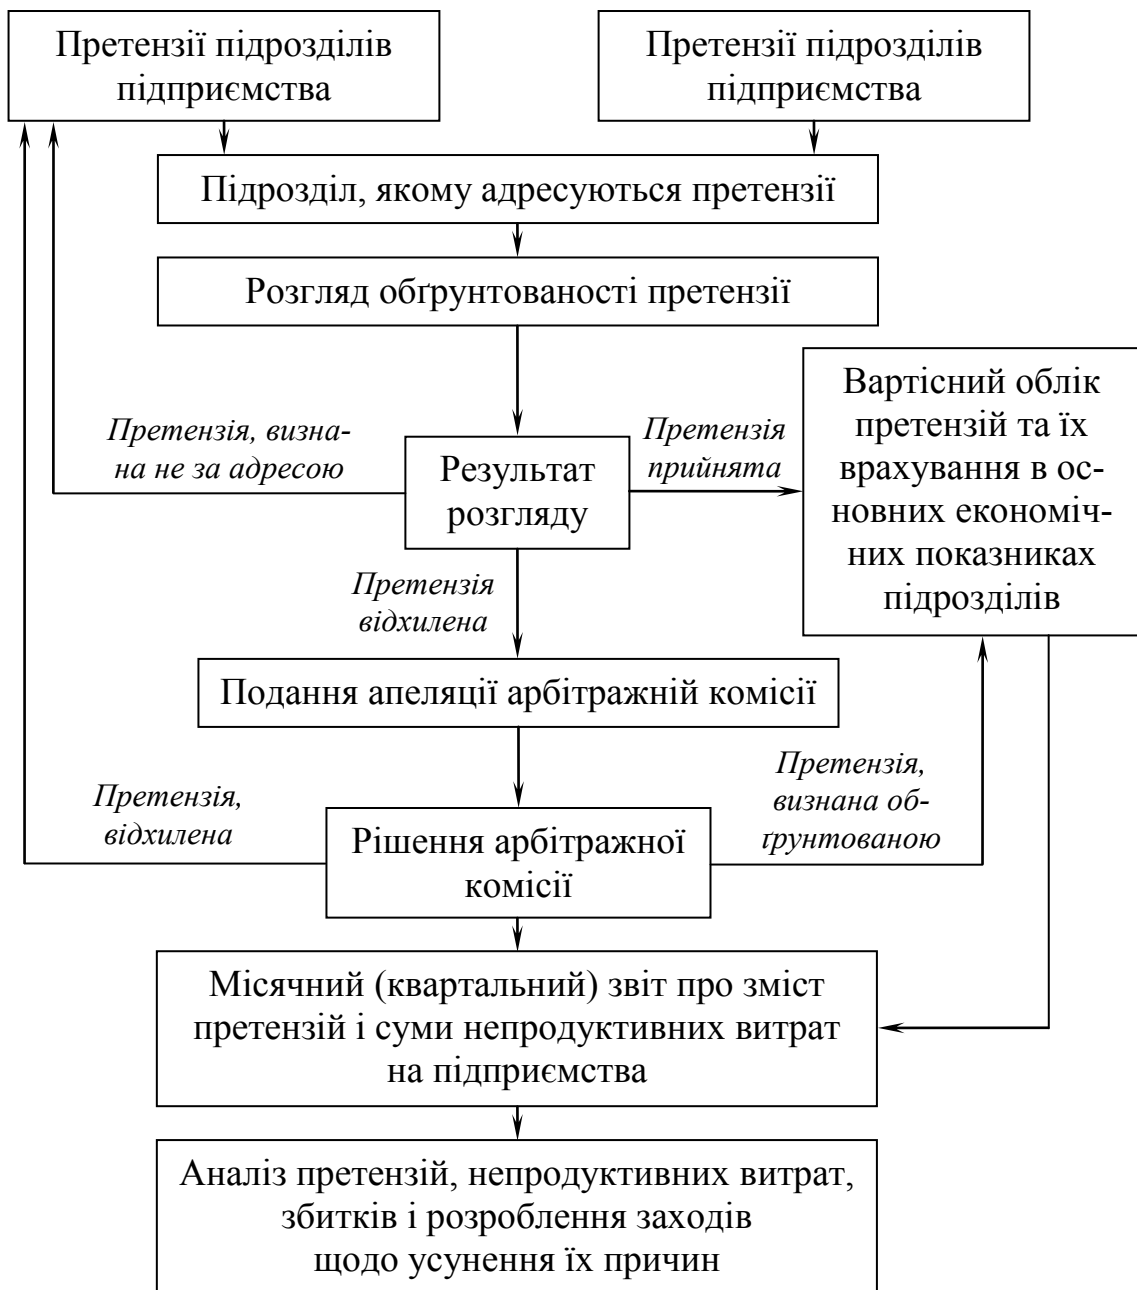 Претензії підрозділів
підприємства
Претензії підрозділів
підприємства
Підрозділ, якому адресуються претензії
Розгляд обґрунтованості претензії
Претензія, визна-
на не за адресою
Результат
розгляду
Претензія
прийнята
Вартісний облік
претензій та їх
врахування в ос-
новних економіч-
них показниках
підрозділів
Претензія
відхилена
Подання апеляції арбітражній комісії
Претензія,
відхилена
Рішення арбітражної
комісії
Претензія,
визнана об-
ґрунтованою
Місячний (квартальний) звіт про зміст
претензій і суми непродуктивних витрат
на підприємства
Аналіз претензій, непродуктивних витрат,
збитків і розроблення заходів
щодо усунення їх причин